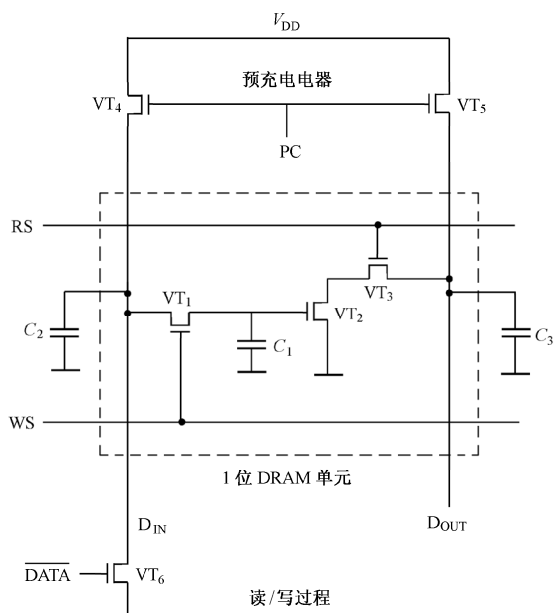 V_DD
预充电电器
VT₄
VT₅
PC
RS
VT₁
VT₃
VT₂
C₂
C₁
C₃
WS
1 位 DRAM 单元
D_IN
D_OUT
D̅A̅T̅A̅
VT₆
读/写过程